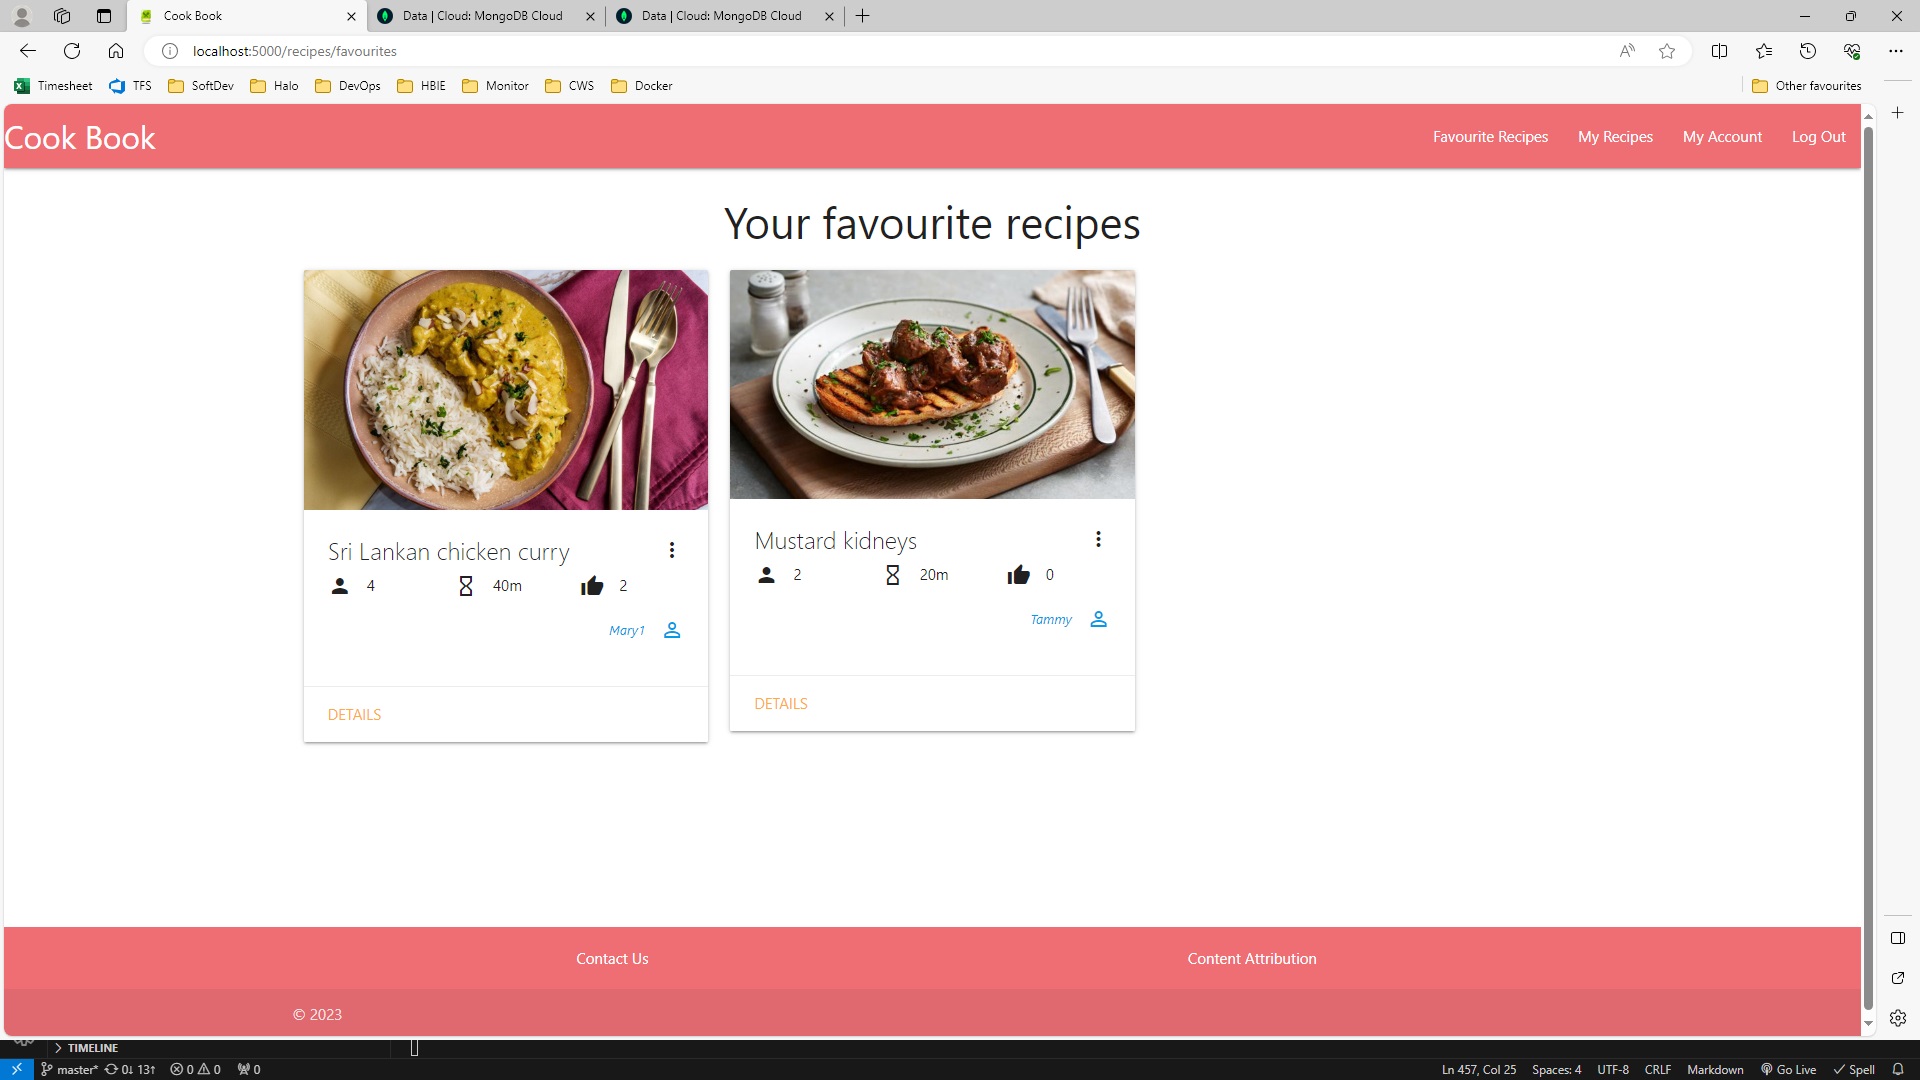 Cook Book
Data | Cloud: MongoDB Cloud
Data | Cloud: MongoDB Cloud
localhost:5000/recipes/favourites
Timesheet
TFS
SoftDev
Halo
DevOps
HBIE
Monitor
CWS
Docker
Other favourites
Cook Book
Favourite Recipes
My Recipes
My Account
Log Out
Your favourite recipes
Sri Lankan chicken curry
4
40m
2
Mary1
DETAILS
Mustard kidneys
2
20m
0
Tammy
DETAILS
Contact Us
Content Attribution
© 2023
TIMELINE
master* 0↓ 13↑ 0 0 0
Ln 457, Col 25
Spaces: 4
UTF-8
CRLF
Markdown
Go Live
Spell